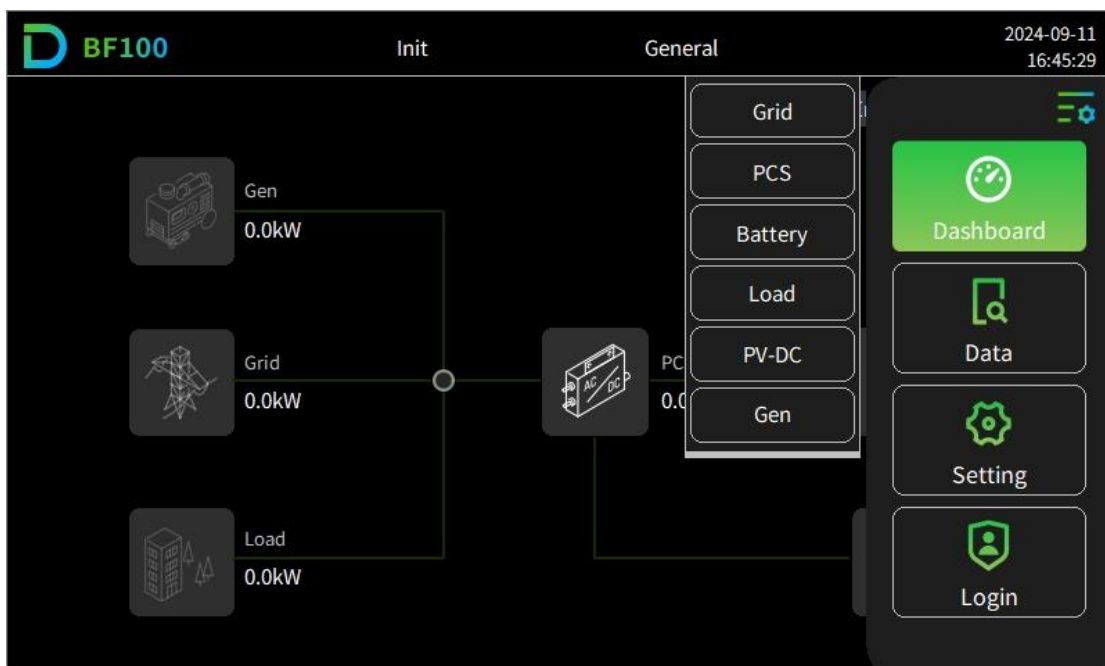 BF100
Init
General
2024-09-11
16:45:29
Grid
PCS
Battery
Load
PV-DC
Gen
Dashboard
Data
Setting
Login
Gen
0.0kW
Grid
0.0kW
Load
0.0kW
AC
DC